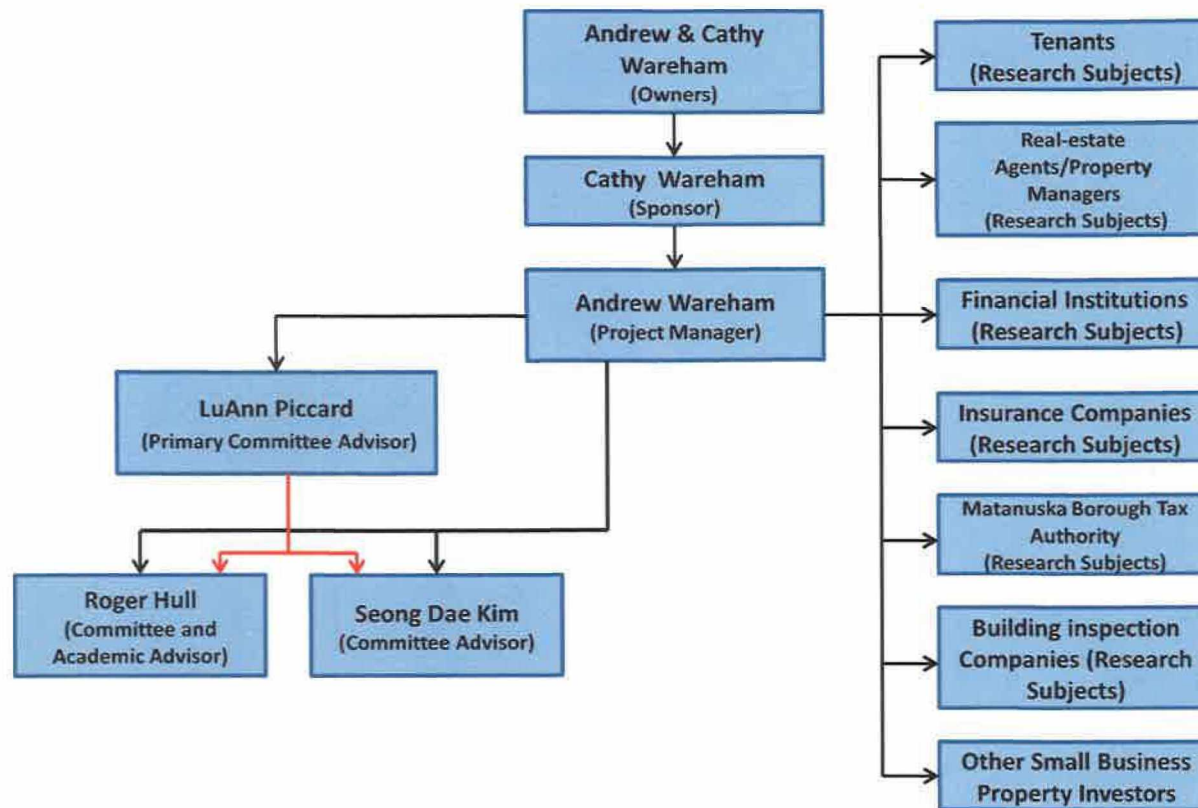 Andrew & Cathy
Wareham
(Owners)
Cathy Wareham
(Sponsor)
Andrew Wareham
(Project Manager)
LuAnn Piccard
(Primary Committee Advisor)
Roger Hull
(Committee and
Academic Advisor)
Seong Dae Kim
(Committee Advisor)
Tenants
(Research Subjects)
Real-estate
Agents/Property
Managers
(Research Subjects)
Financial Institutions
(Research Subjects)
Insurance Companies
(Research Subjects)
Matanuska Borough Tax
Authority
(Research Subjects)
Building inspection
Companies (Research
Subjects)
Other Small Business
Property Investors